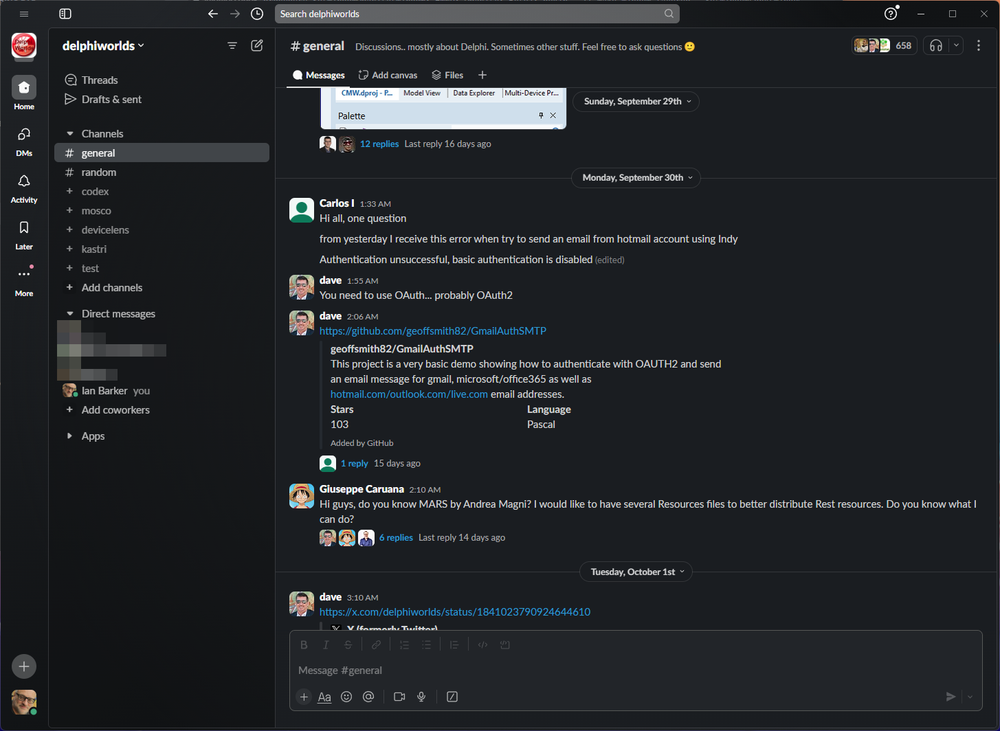 Search delphiworlds
Delphi
Worlds
delphiworlds
Home
DMs
Activity
Later
More
Threads
Drafts & sent
Channels
# general
# random
+ codex
+ mosco
+ devicelens
+ kastri
+ test
+ Add channels
Direct messages
Ian Barker you
+ Add coworkers
Apps
# general Discussions.. mostly about Delphi. Sometimes other stuff. Feel free to ask questions 🙂
658
Messages Add canvas Files +
CMW.dproj - P... Model View Data Explorer Multi-Device Pr...
Palette
Sunday, September 29th
12 replies Last reply 16 days ago
Monday, September 30th
Carlos I 1:33 AM
Hi all, one question
from yesterday I receive this error when try to send an email from hotmail account using Indy
Authentication unsuccessful, basic authentication is disabled (edited)
dave 1:55 AM
You need to use OAuth... probably OAuth2
dave 2:06 AM
https://github.com/geoffsmith82/GmailAuthSMTP
geoffsmith82/GmailAuthSMTP
This project is a very basic demo showing how to authenticate with OAUTH2 and send
an email message for gmail, microsoft/office365 as well as
hotmail.com/outlook.com/live.com email addresses.
Stars Language
103 Pascal
Added by GitHub
1 reply 15 days ago
Giuseppe Caruana 2:10 AM
Hi guys, do you know MARS by Andrea Magni? I would like to have several Resources files to better distribute Rest resources. Do you know what I
can do?
6 replies Last reply 14 days ago
Tuesday, October 1st
dave 3:10 AM
https://x.com/delphiworlds/status/1841023790924644610
X (formerly Twitter)
B I S
Message #general
+ Aa @